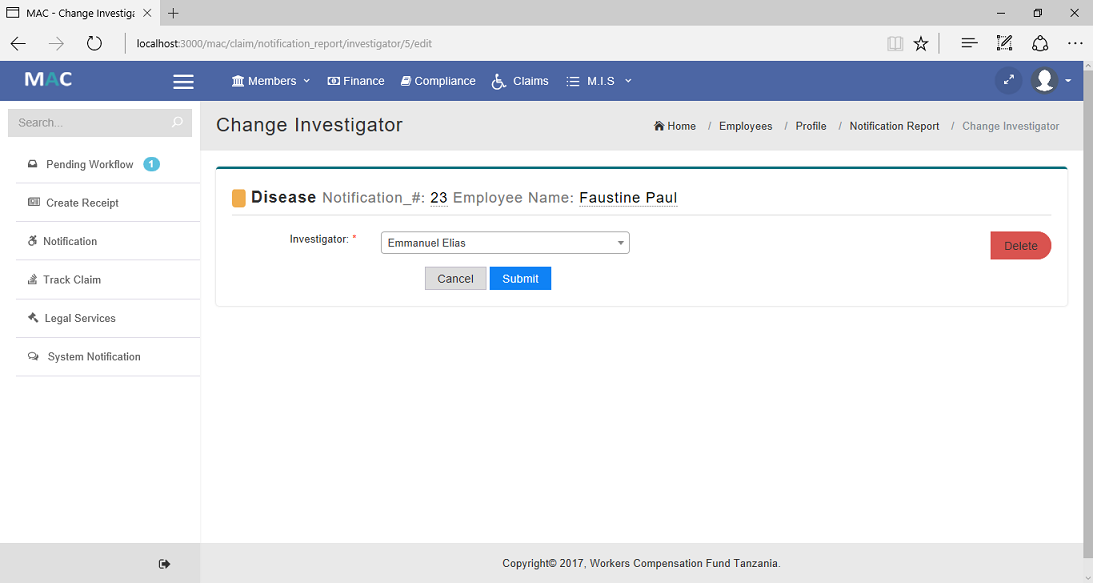 MAC - Change Investiga
localhost:3000/mac/claim/notification_report/investigator/5/edit
MAC
Members
Finance
Compliance
Claims
M.I.S
Search...
Change Investigator
Home / Employees / Profile / Notification Report / Change Investigator
Pending Workflow 1
Create Receipt
Notification
Track Claim
Legal Services
System Notification
Disease Notification_#: 23 Employee Name: Faustine Paul
Investigator: * Emmanuel Elias
Delete
Cancel Submit
Copyright© 2017, Workers Compensation Fund Tanzania.